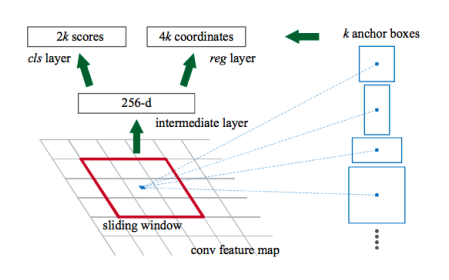 2k scores
4k coordinates
k anchor boxes
cls layer
reg layer
256-d
intermediate layer
sliding window
conv feature map